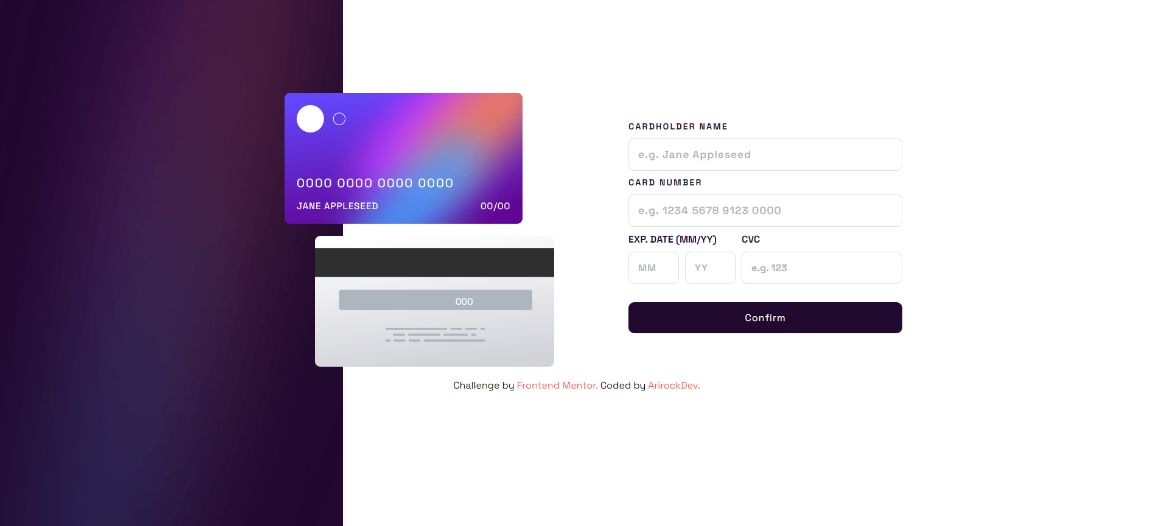 0000 0000 0000 0000
JANE APPLESEED 00/00
000
CARDHOLDER NAME
e.g. Jane Appleseed
CARD NUMBER
e.g. 1234 5678 9123 0000
EXP. DATE (MM/YY) CVC
MM YY e.g. 123
Confirm
Challenge by Frontend Mentor. Coded by ArirockDev.